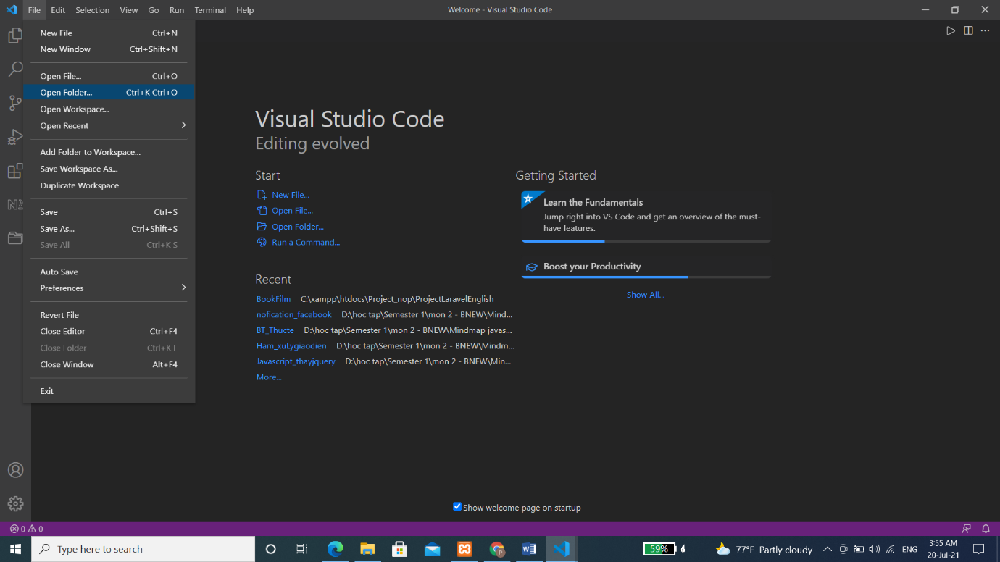 File Edit Selection View Go Run Terminal Help
Welcome - Visual Studio Code
New File Ctrl+N
New Window Ctrl+Shift+N
Open File... Ctrl+O
Open Folder... Ctrl+K Ctrl+O
Open Workspace...
Open Recent
Add Folder to Workspace...
Save Workspace As...
Duplicate Workspace
Save Ctrl+S
Save As... Ctrl+Shift+S
Save All Ctrl+K S
Auto Save
Preferences
Revert File
Close Editor Ctrl+F4
Close Folder Ctrl+K F
Close Window Alt+F4
Exit
Visual Studio Code
Editing evolved
Start
New File...
Open File...
Open Folder...
Run a Command...
Recent
BookFilm C:\xampp\htdocs\Project_nop\ProjectLaravelEnglish
nofication_facebook D:\hoc tap\Semester 1\mon 2 - BNEW\Mind...
BT_Thucte D:\hoc tap\Semester 1\mon 2 - BNEW\Mindmap javas...
Ham_xuLygiaodien D:\hoc tap\Semester 1\mon 2 - BNEW\Mindm...
Javascript_thayjquery D:\hoc tap\Semester 1\mon 2 - BNEW\Min...
More...
Getting Started
Learn the Fundamentals
Jump right into VS Code and get an overview of the must-
have features.
Boost your Productivity
Show All...
Show welcome page on startup
0 0
Type here to search
59%
77°F Partly cloudy
ENG
3:55 AM
20-Jul-21